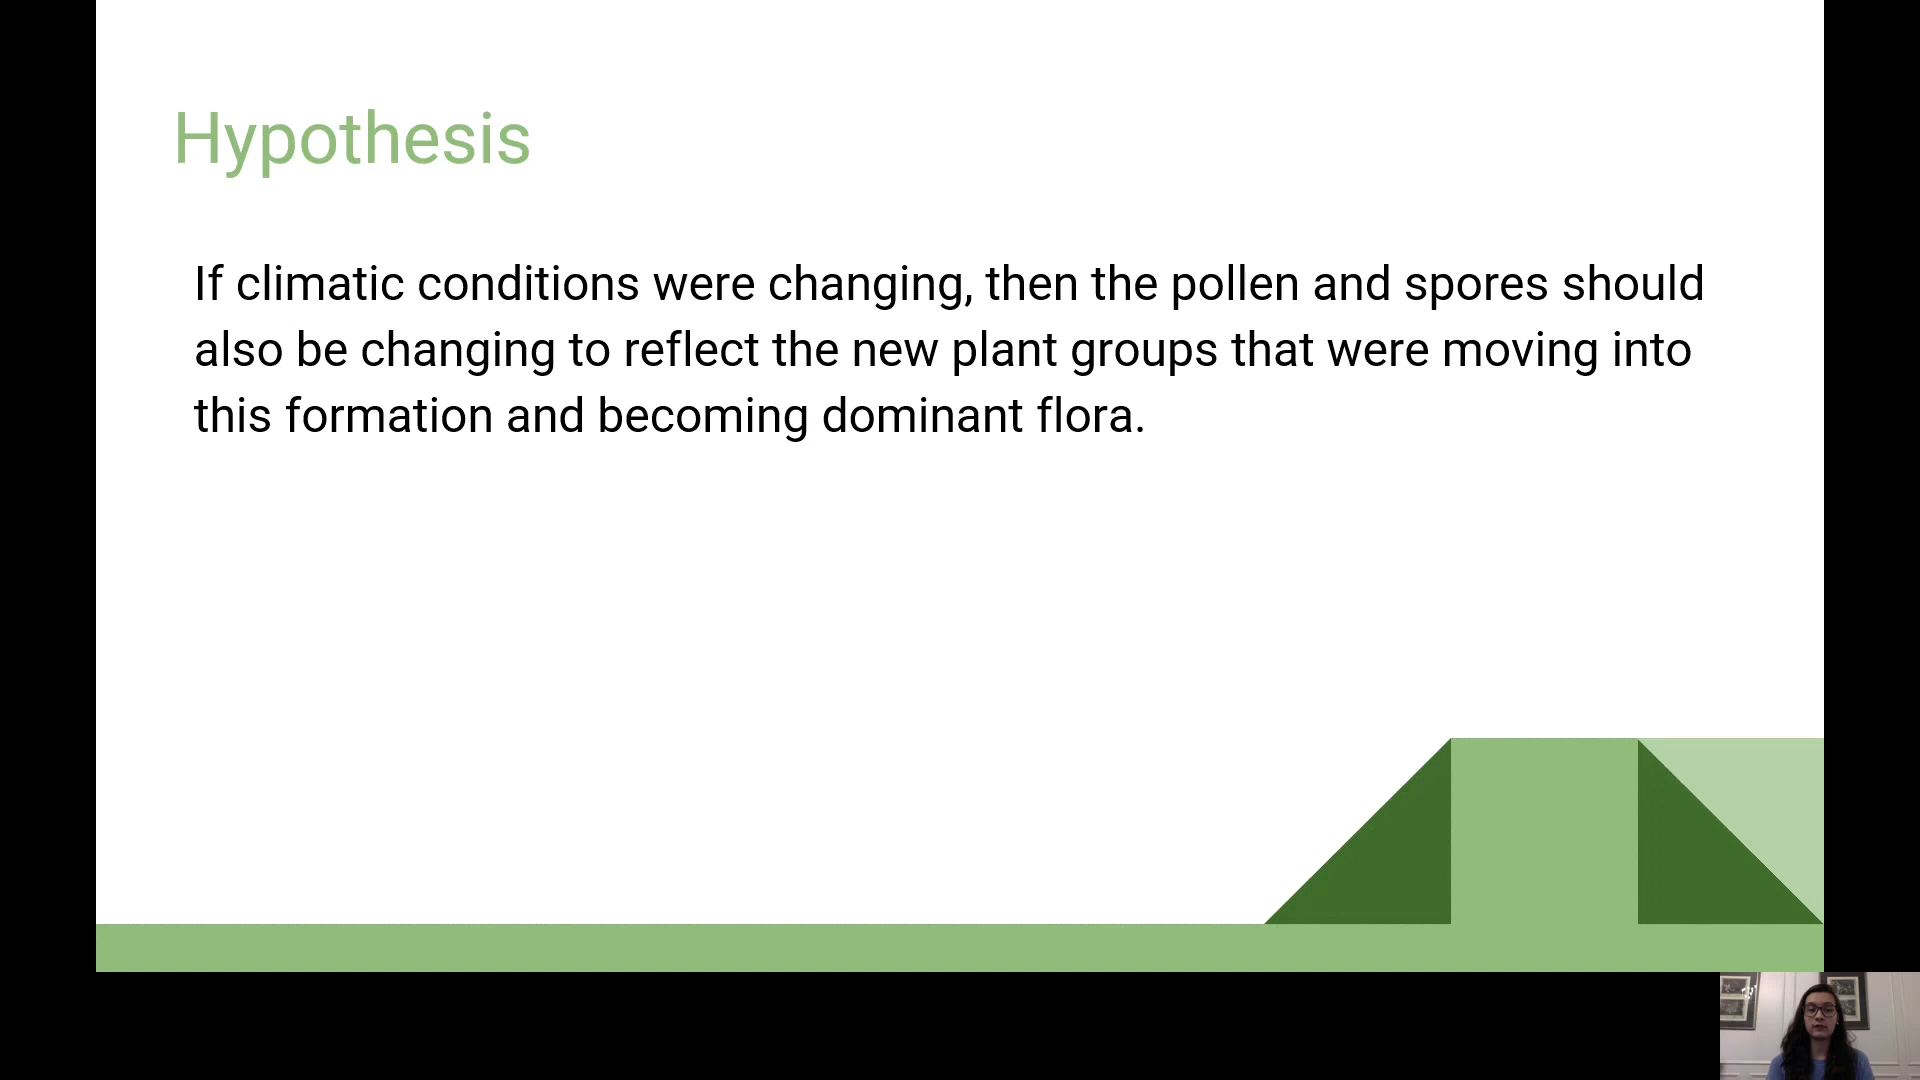 Hypothesis
If climatic conditions were changing, then the pollen and spores should
also be changing to reflect the new plant groups that were moving into
this formation and becoming dominant flora.